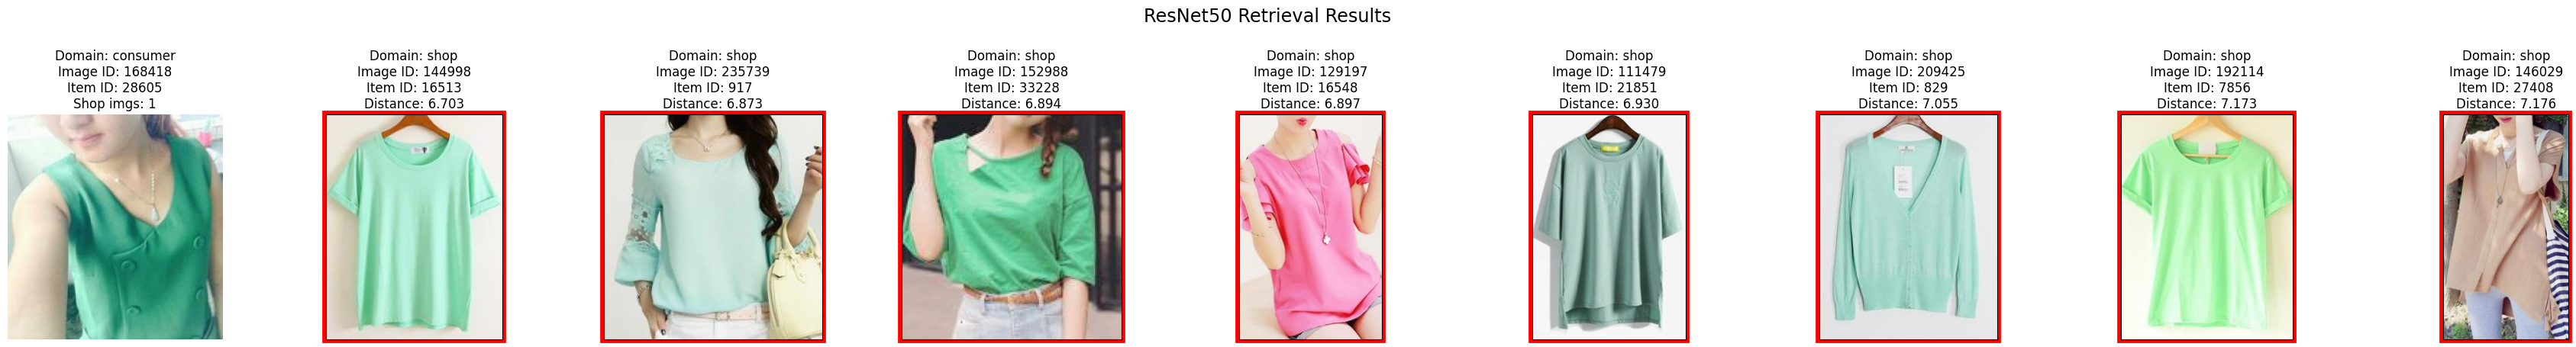 ResNet50 Retrieval Results
Domain: consumer
Image ID: 168418
Item ID: 28605
Shop imgs: 1
Domain: shop
Image ID: 144998
Item ID: 16513
Distance: 6.703
Domain: shop
Image ID: 235739
Item ID: 917
Distance: 6.873
Domain: shop
Image ID: 152988
Item ID: 33228
Distance: 6.894
Domain: shop
Image ID: 129197
Item ID: 16548
Distance: 6.897
Domain: shop
Image ID: 111479
Item ID: 21851
Distance: 6.930
Domain: shop
Image ID: 209425
Item ID: 829
Distance: 7.055
Domain: shop
Image ID: 192114
Item ID: 7856
Distance: 7.173
Domain: shop
Image ID: 146029
Item ID: 27408
Distance: 7.176